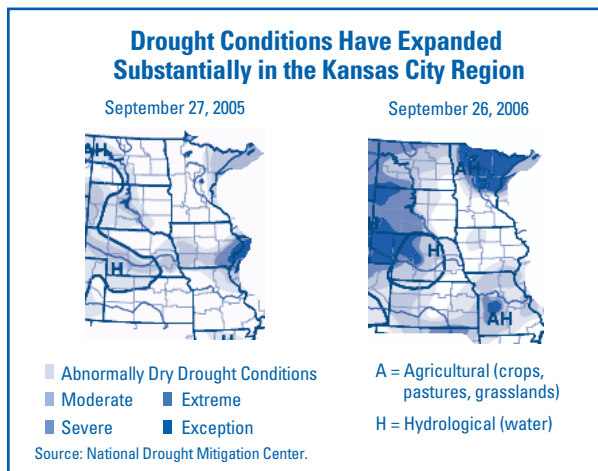 Drought Conditions Have Expanded
Substantially in the Kansas City Region
September 27, 2005
September 26, 2006
AH
H
H
AH
H
H
AH
Abnormally Dry Drought Conditions
Moderate
Extreme
Severe
Exception
A = Agricultural (crops,
pastures, grasslands)
H = Hydrological (water)
Source: National Drought Mitigation Center.